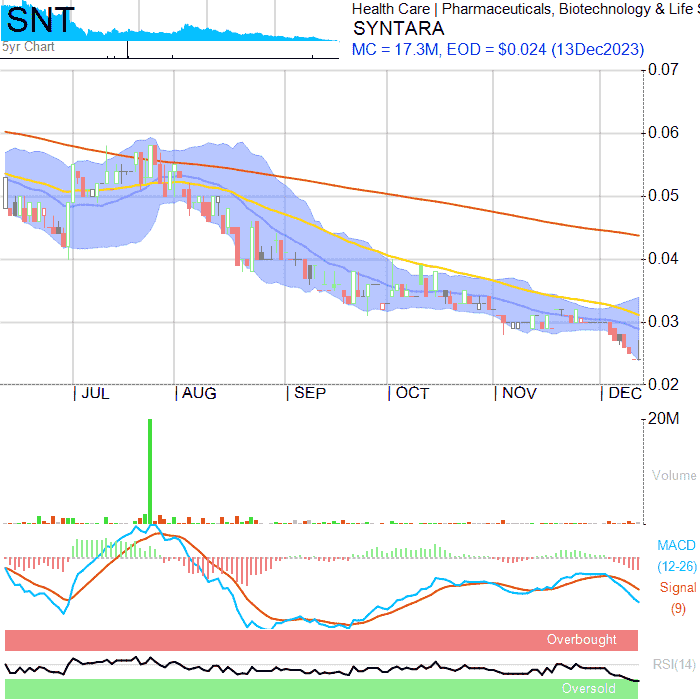 SNT
5yr Chart
Health Care | Pharmaceuticals, Biotechnology & Life
SYNTARA
MC = 17.3M, EOD = $0.024 (13Dec2023)
0.07
0.06
0.05
0.04
0.03
0.02
JUL AUG SEP OCT NOV DEC
20M
Volume
MACD
(12-26)
Signal
(9)
Overbought
RSI(14)
Oversold